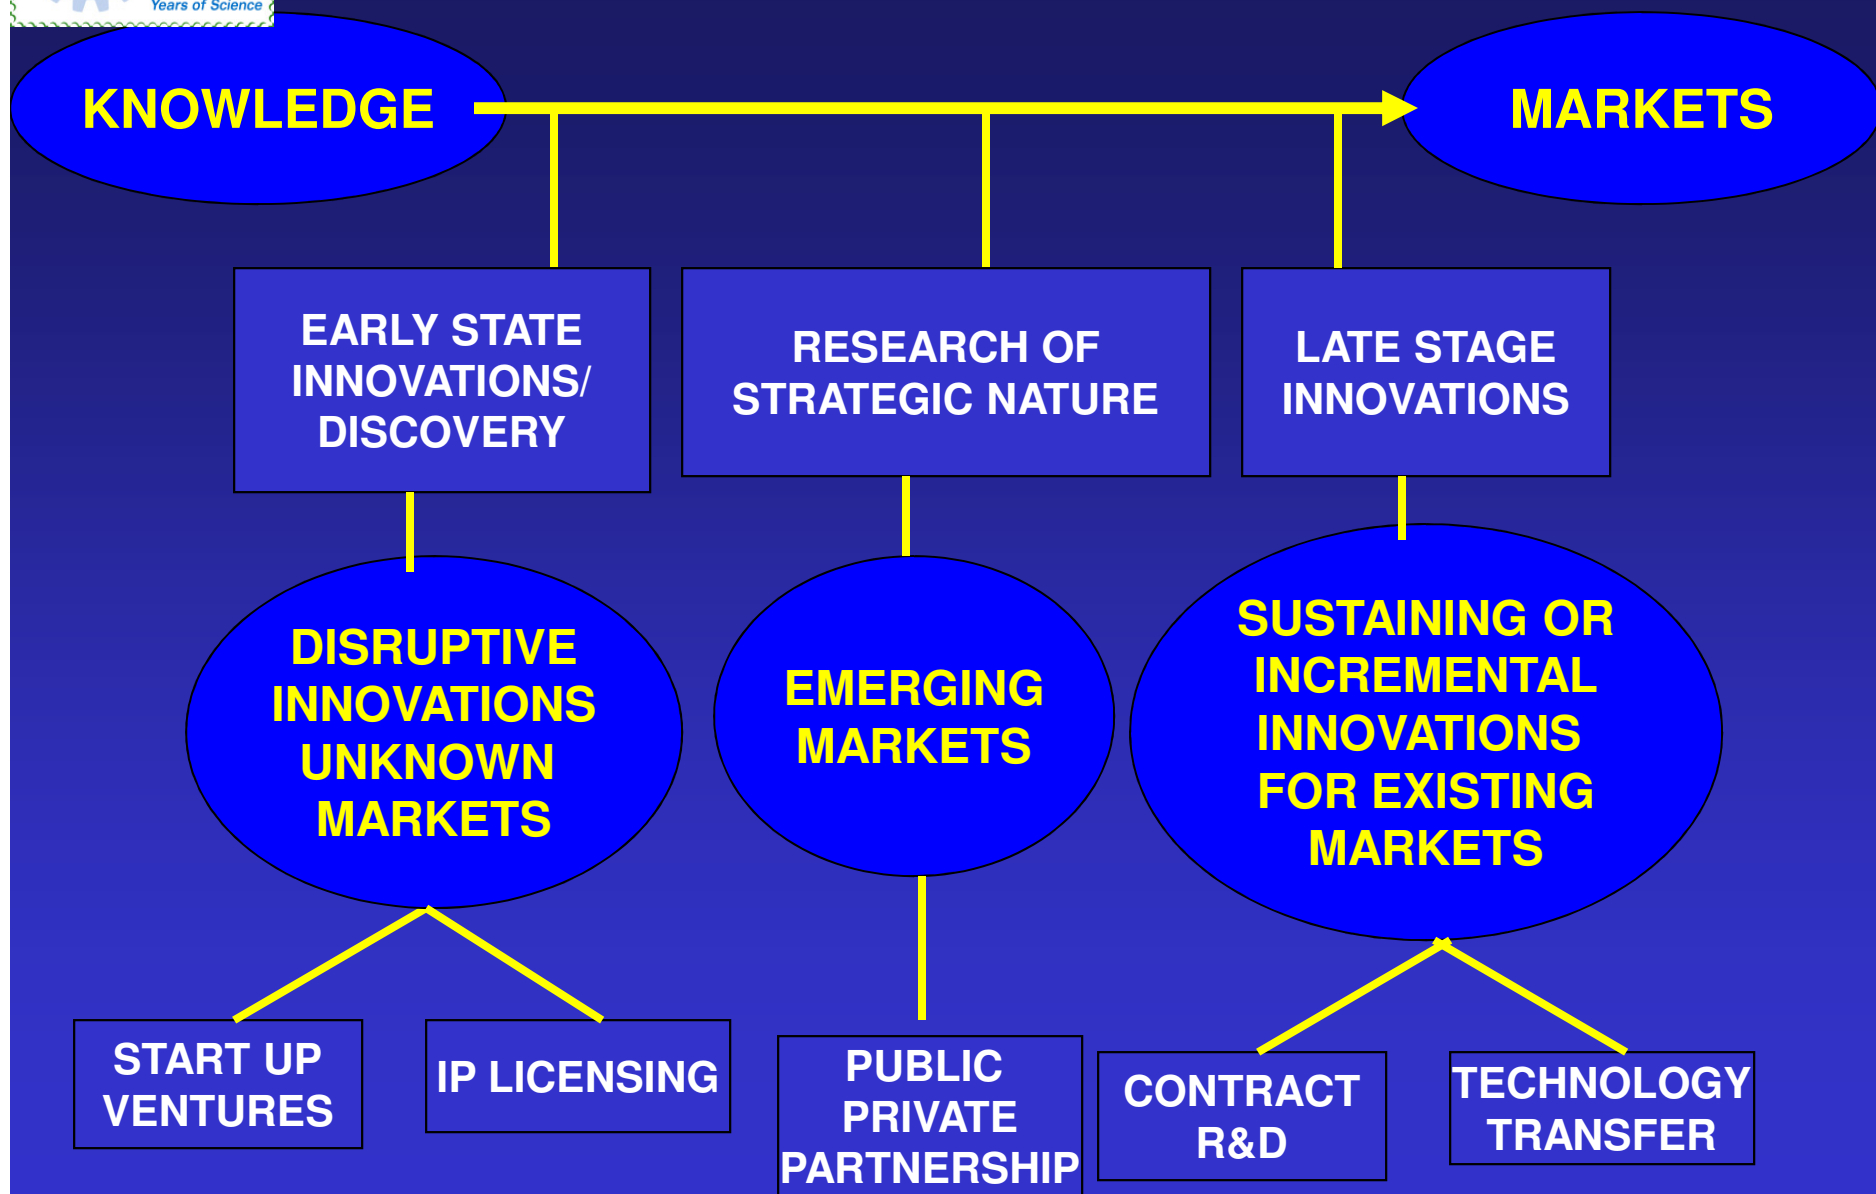 Years of Science
KNOWLEDGE
MARKETS
EARLY STATE
INNOVATIONS/
DISCOVERY
RESEARCH OF
STRATEGIC NATURE
LATE STAGE
INNOVATIONS
DISRUPTIVE
INNOVATIONS
UNKNOWN
MARKETS
EMERGING
MARKETS
SUSTAINING OR
INCREMENTAL
INNOVATIONS
FOR EXISTING
MARKETS
START UP
VENTURES
IP LICENSING
PUBLIC
PRIVATE
PARTNERSHIP
CONTRACT
R&D
TECHNOLOGY
TRANSFER